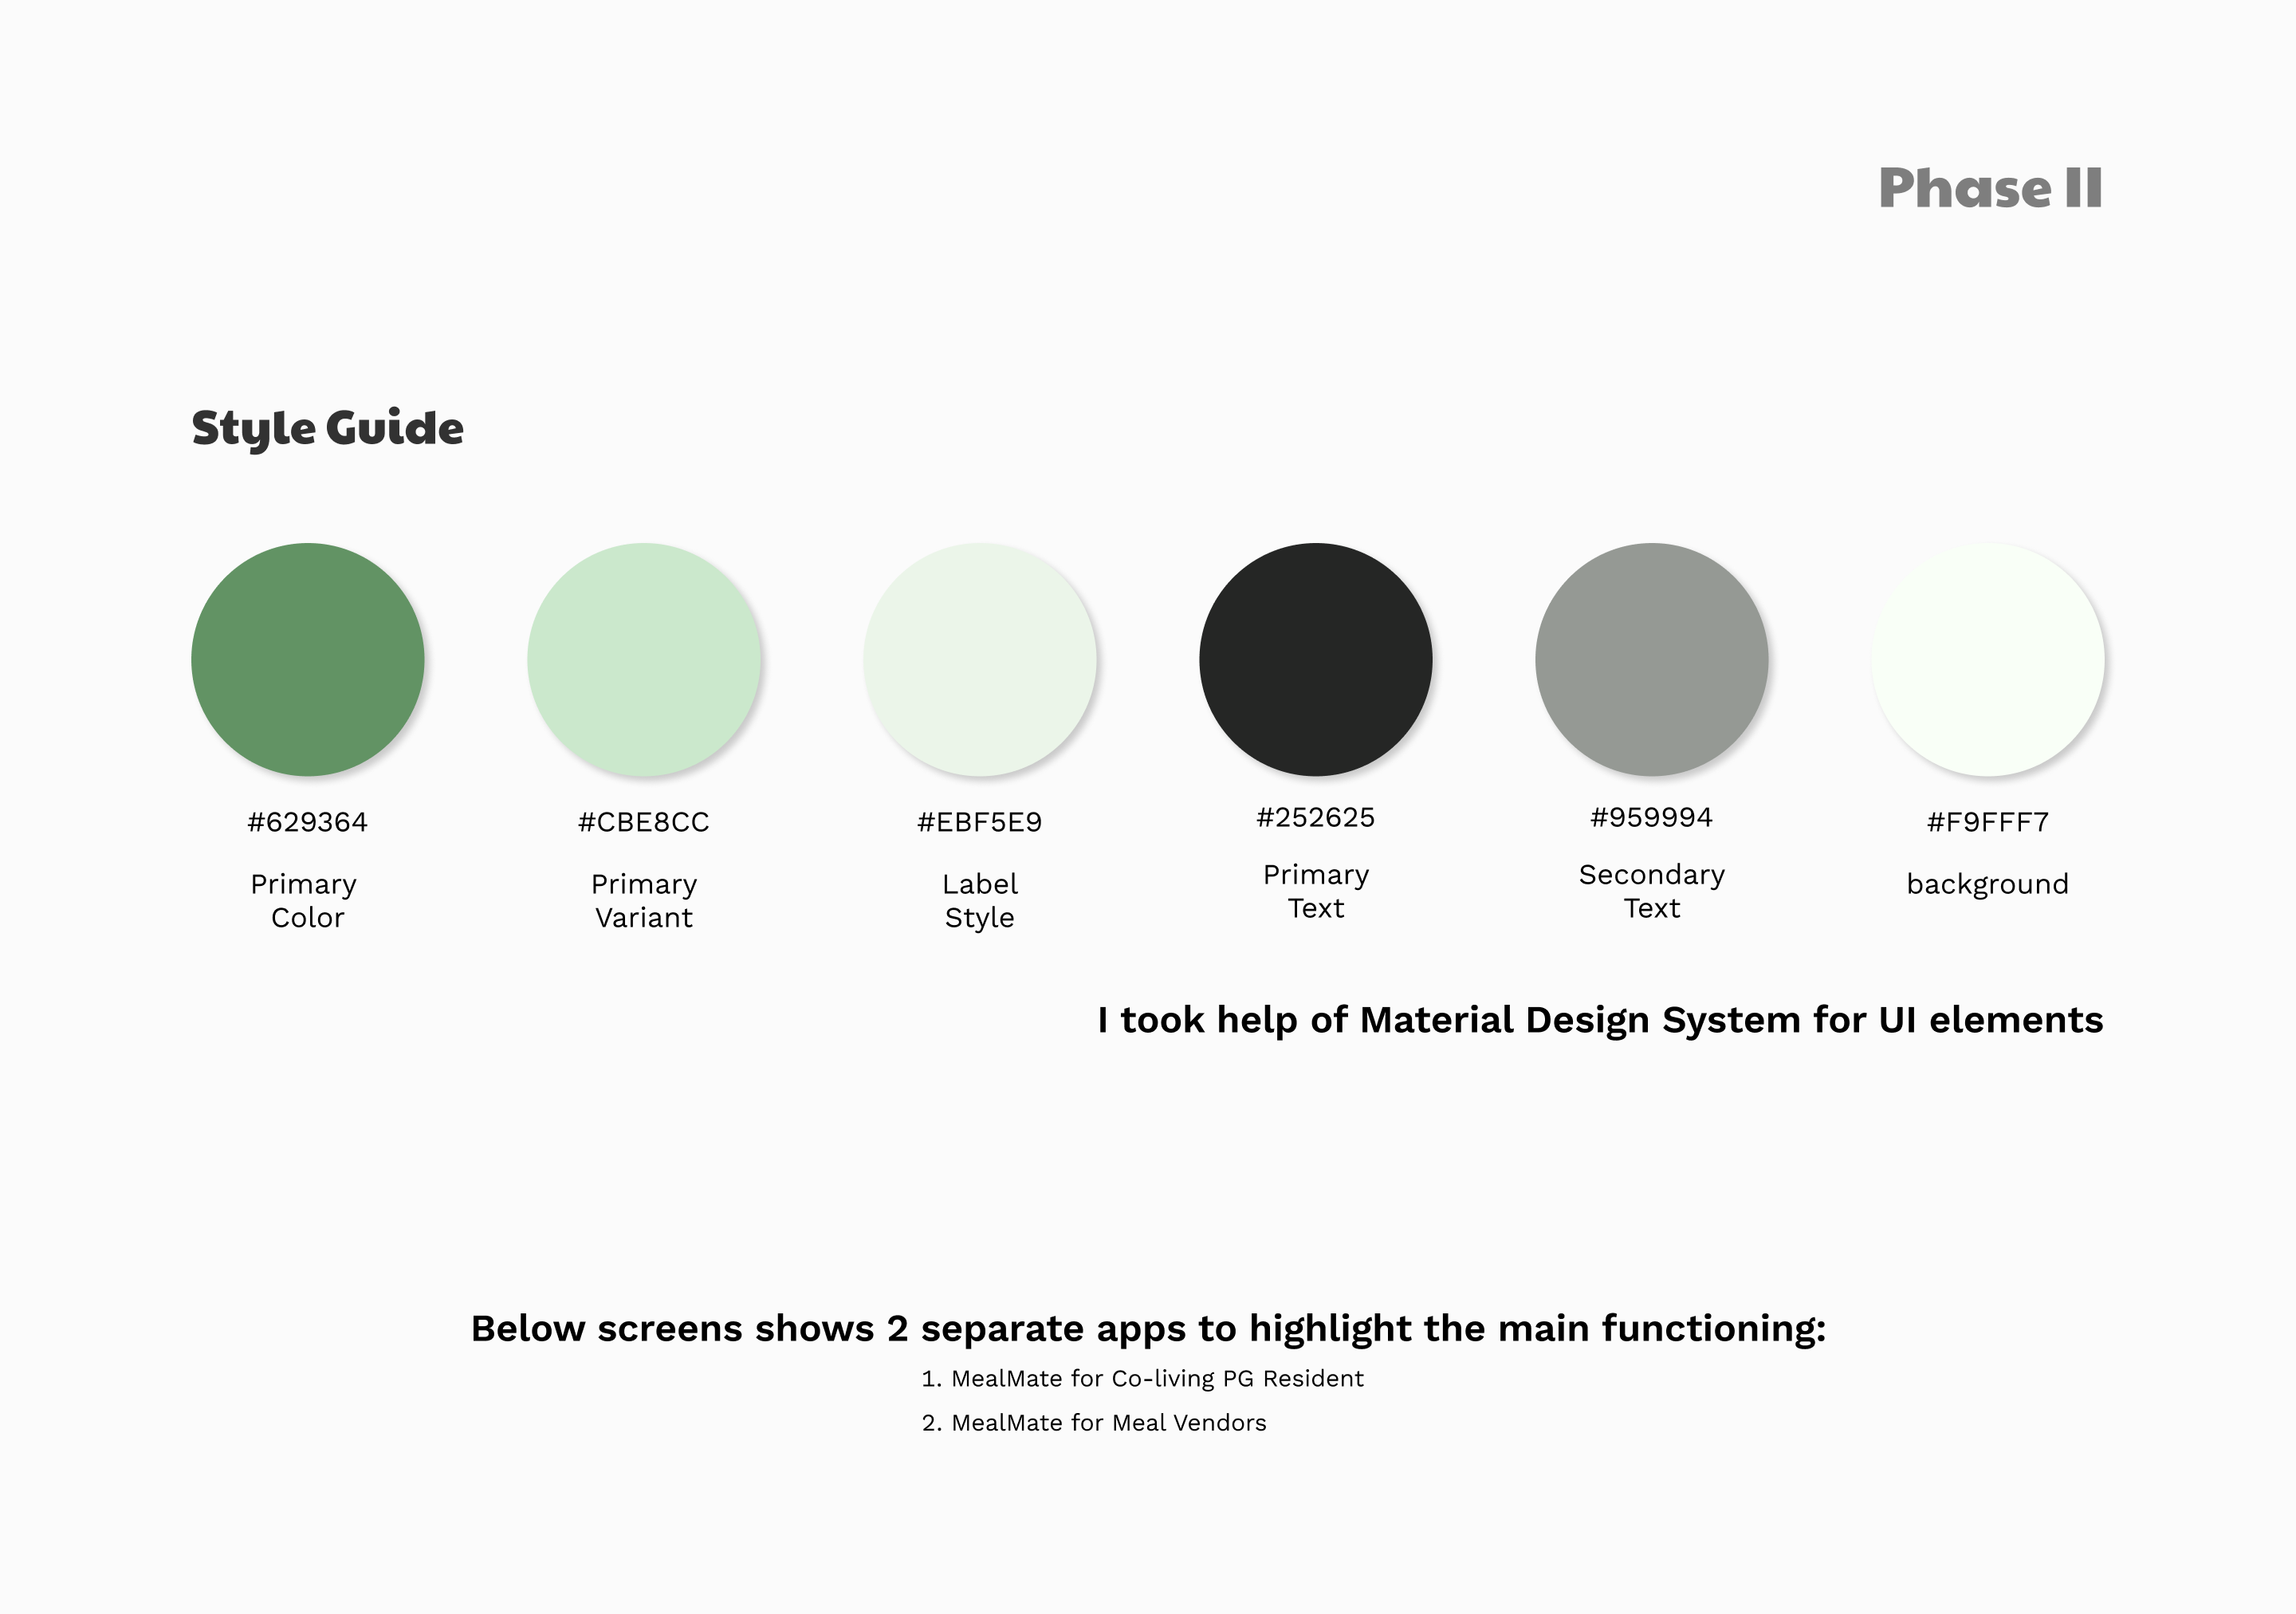 Phase II
Style Guide
#629364
Primary
Color
#CBE8CC
Primary
Variant
#EBF5E9
Label
Style
#252625
Primary
Text
#959994
Secondary
Text
#F9FFF7
background
I took help of Material Design System for UI elements
Below screens shows 2 separate apps to highlight the main functioning:
1. MealMate for Co-living PG Resident
2. MealMate for Meal Vendors